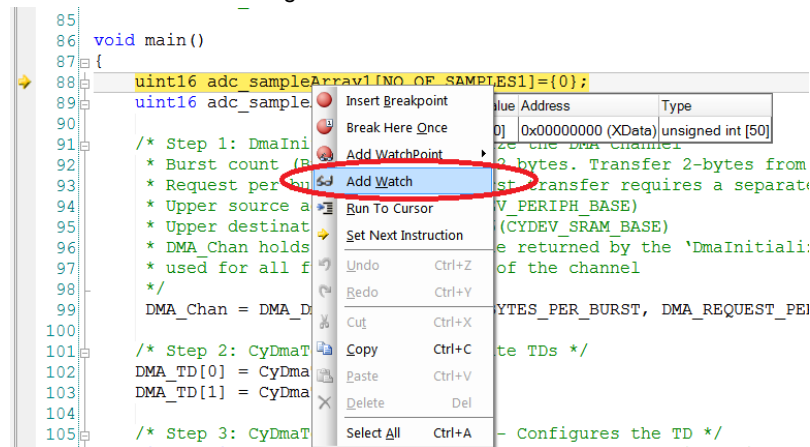 85
86 void main()
87 {
88 uint16 adc_sampleArray1[NO_OF_SAMPLES1]={0};
89 uint16 adc_sample
Insert Breakpoint
Address Type
90
Break Here Once
0] 0x00000000 (XData) unsigned int [50]
91 /* Step 1: DmaIni ze the DMA channel
Add WatchPoint
92 * Burst count (B bytes. Transfer 2-bytes from
93 * Request per bu st transfer requires a separate
Add Watch
94 * Upper source a V_PERIPH_BASE)
Run To Cursor
95 * Upper destinat (CYDEV_SRAM_BASE)
Set Next Instruction
96 * DMA_Chan holds e returned by the 'DmaInitializ
97 * used for all f of the channel
Undo Ctrl+Z
98 */
Redo Ctrl+Y
99 DMA_Chan = DMA_D YTES_PER_BURST, DMA_REQUEST_PE
100
Cut Ctrl+X
101 /* Step 2: CyDmaT te TDs */
Copy Ctrl+C
102 DMA_TD[0] = CyDma
Paste Ctrl+V
103 DMA_TD[1] = CyDma
Delete Del
104
105 /* Step 3: CyDmaT - Configures the TD */
Select All Ctrl+A